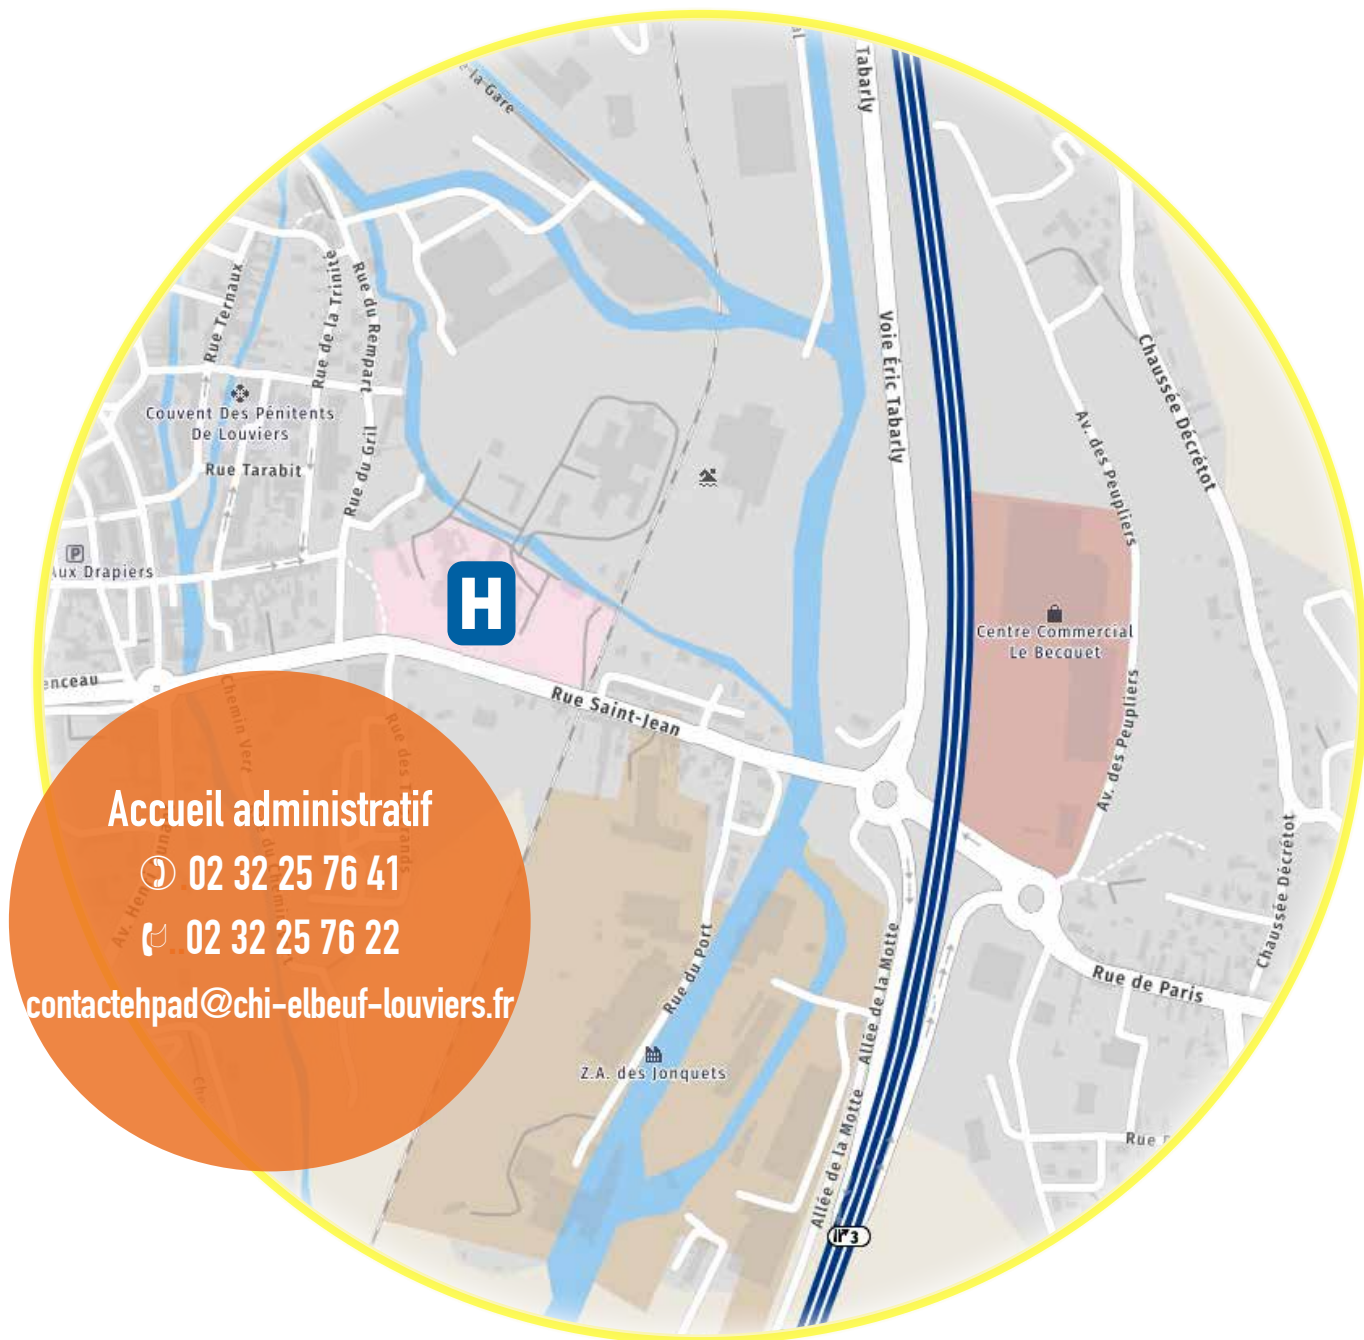 e-la-Gare
al
Tabarly
Rue Ternaux
Rue de la Trinité
Rue du Rempart
Voie Éric Tabarly
Chaussée Décrétot
Couvent Des Pénitents
De Louviers
Rue Tarabit
Rue du Gril
Av. des Peupliers
P
Aux Drapiers
H
Centre Commercial
Le Becquet
enceau
Rue Saint-Jean
Chemin Vert
Av. des Peupliers
Accueil administratif
✆ 02 32 25 76 41
02 32 25 76 22
contactehpad@chi-elbeuf-louviers.fr
Chaussée Décrétot
Rue du Port
Allée de la Motte
Rue de Paris
Z.A. des Jonquets
Allée de la Motte
Rue
3